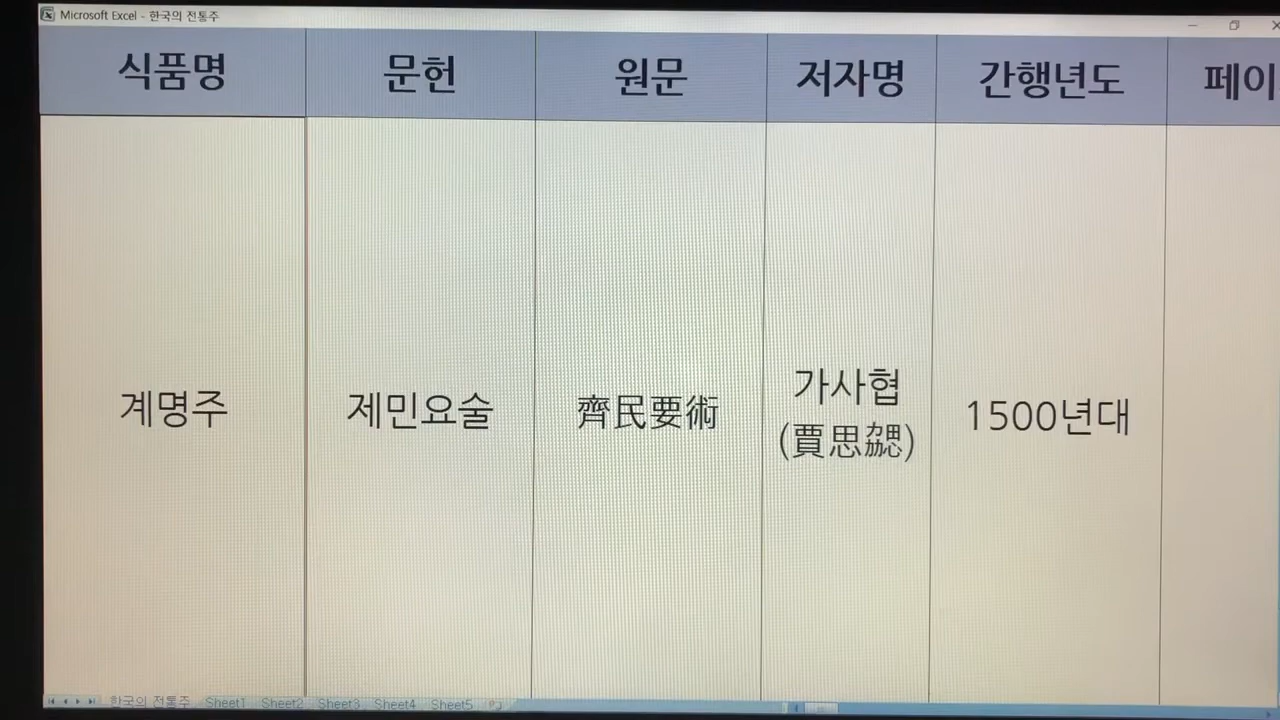 Microsoft Excel - 한국의 전통주
식품명 문헌 원문 저자명 간행년도 페이
계명주 제민요술 齊民要術 가사협 1500년대
(賈思勰)
한국의 전통주 Sheet1 Sheet2 Sheet3 Sheet4 Sheet5